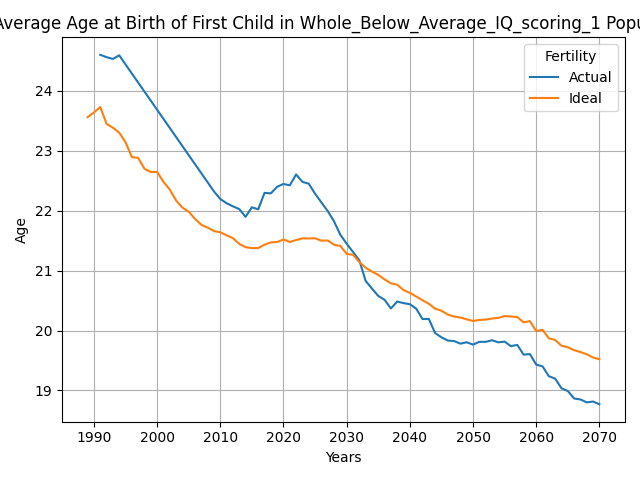 Average Age at Birth of First Child in Whole_Below_Average_IQ_scoring_1 Popu
Fertility
Actual
Ideal
24
23
22
21
20
19
Age
1990 2000 2010 2020 2030 2040 2050 2060 2070
Years